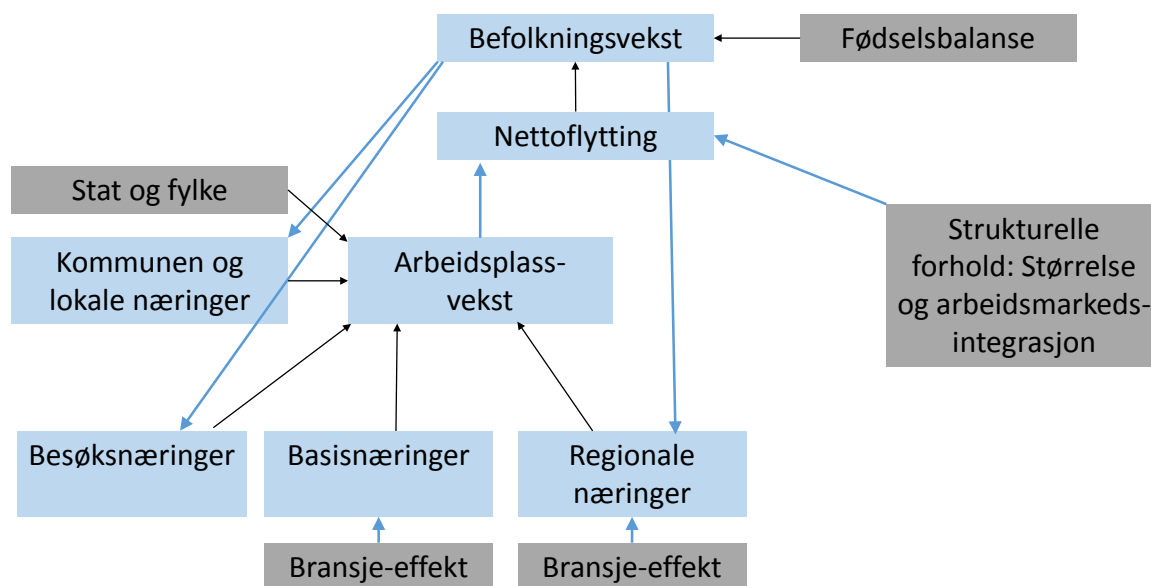 Befolkningsvekst
Fødselsbalanse
Nettoflytting
Stat og fylke
Kommunen og
lokale næringer
Arbeidsplass-
vekst
Strukturelle
forhold: Størrelse
og arbeidsmarkeds-
integrasjon
Besøksnæringer
Basisnæringer
Regionale
næringer
Bransje-effekt
Bransje-effekt